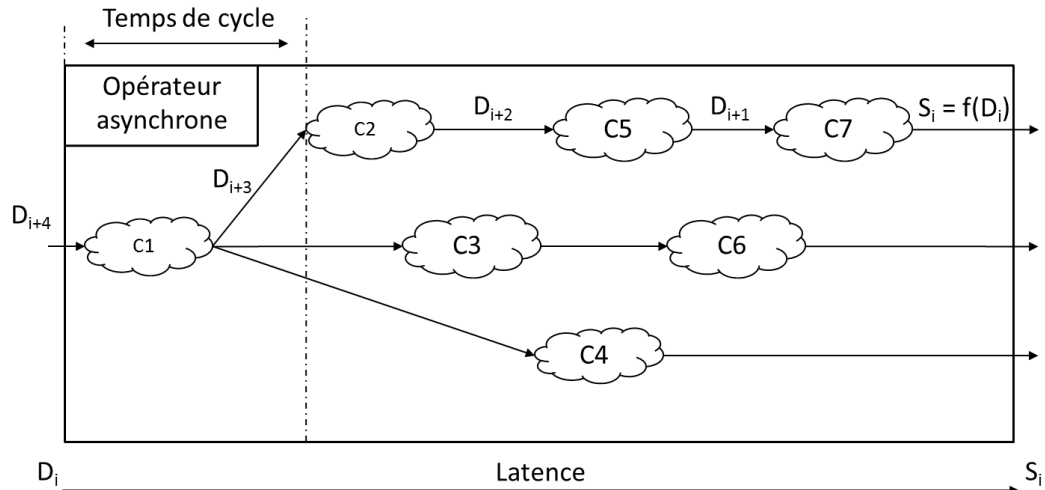 Temps de cycle
Opérateur
asynchrone
C2
D_{i+2}
C5
D_{i+1}
C7
S_i = f(D_i)
D_{i+3}
D_{i+4}
C1
C3
C6
C4
D_i
Latence
S_i